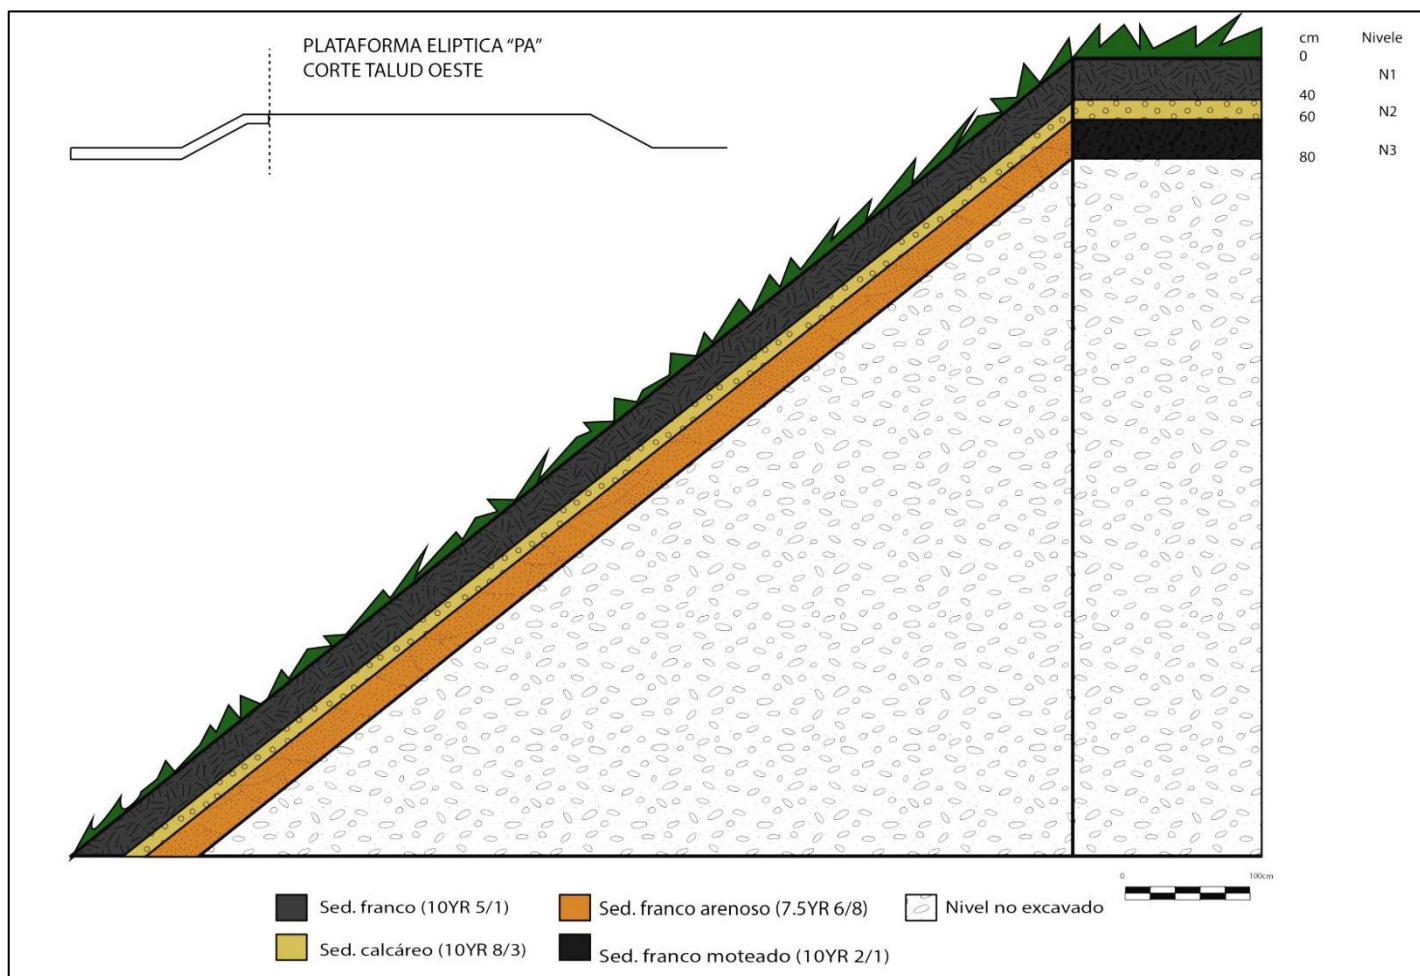 PLATAFORMA ELIPTICA “PA”
CORTE TALUD OESTE
cm Nivele
0
N1
40
N2
60
N3
80
0 100cm
Sed. franco (10YR 5/1)
Sed. franco arenoso (7.5YR 6/8)
Nivel no excavado
Sed. calcáreo (10YR 8/3)
Sed. franco moteado (10YR 2/1)